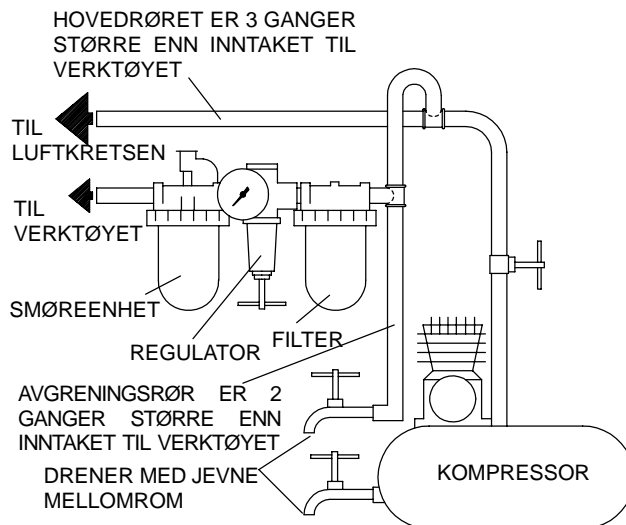 HOVEDRØRET ER 3 GANGER
STØRRE ENN INNTAKET TIL
VERKTØYET
TIL
LUFTKRETSEN
TIL
VERKTØYET
SMØREENHET
REGULATOR
FILTER
AVGRENINGSRØR ER 2
GANGER STØRRE ENN
INNTAKET TIL VERKTØYET
DRENER MED JEVNE
MELLOMROM
KOMPRESSOR